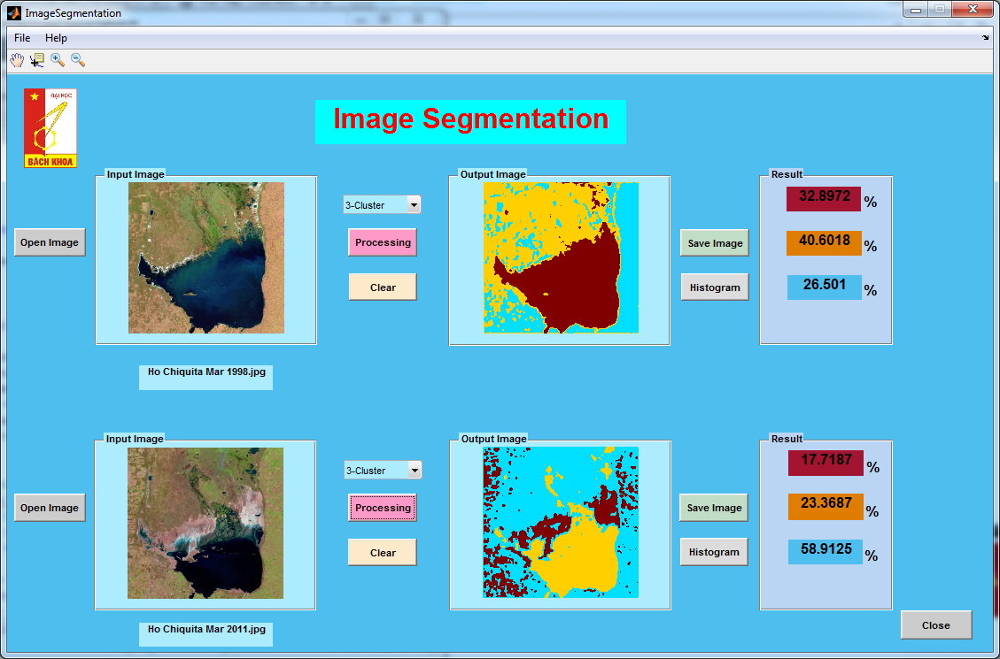 ImageSegmentation
File Help
ĐẠI HỌC
BÁCH KHOA
Image Segmentation
Input Image
Output Image
Result
Open Image
3-Cluster
Processing
Clear
Save Image
Histogram
32.8972 %
40.6018 %
26.501 %
Ho Chiquita Mar 1998.jpg
Input Image
Output Image
Result
Open Image
3-Cluster
Processing
Clear
Save Image
Histogram
17.7187 %
23.3687 %
58.9125 %
Ho Chiquita Mar 2011.jpg
Close